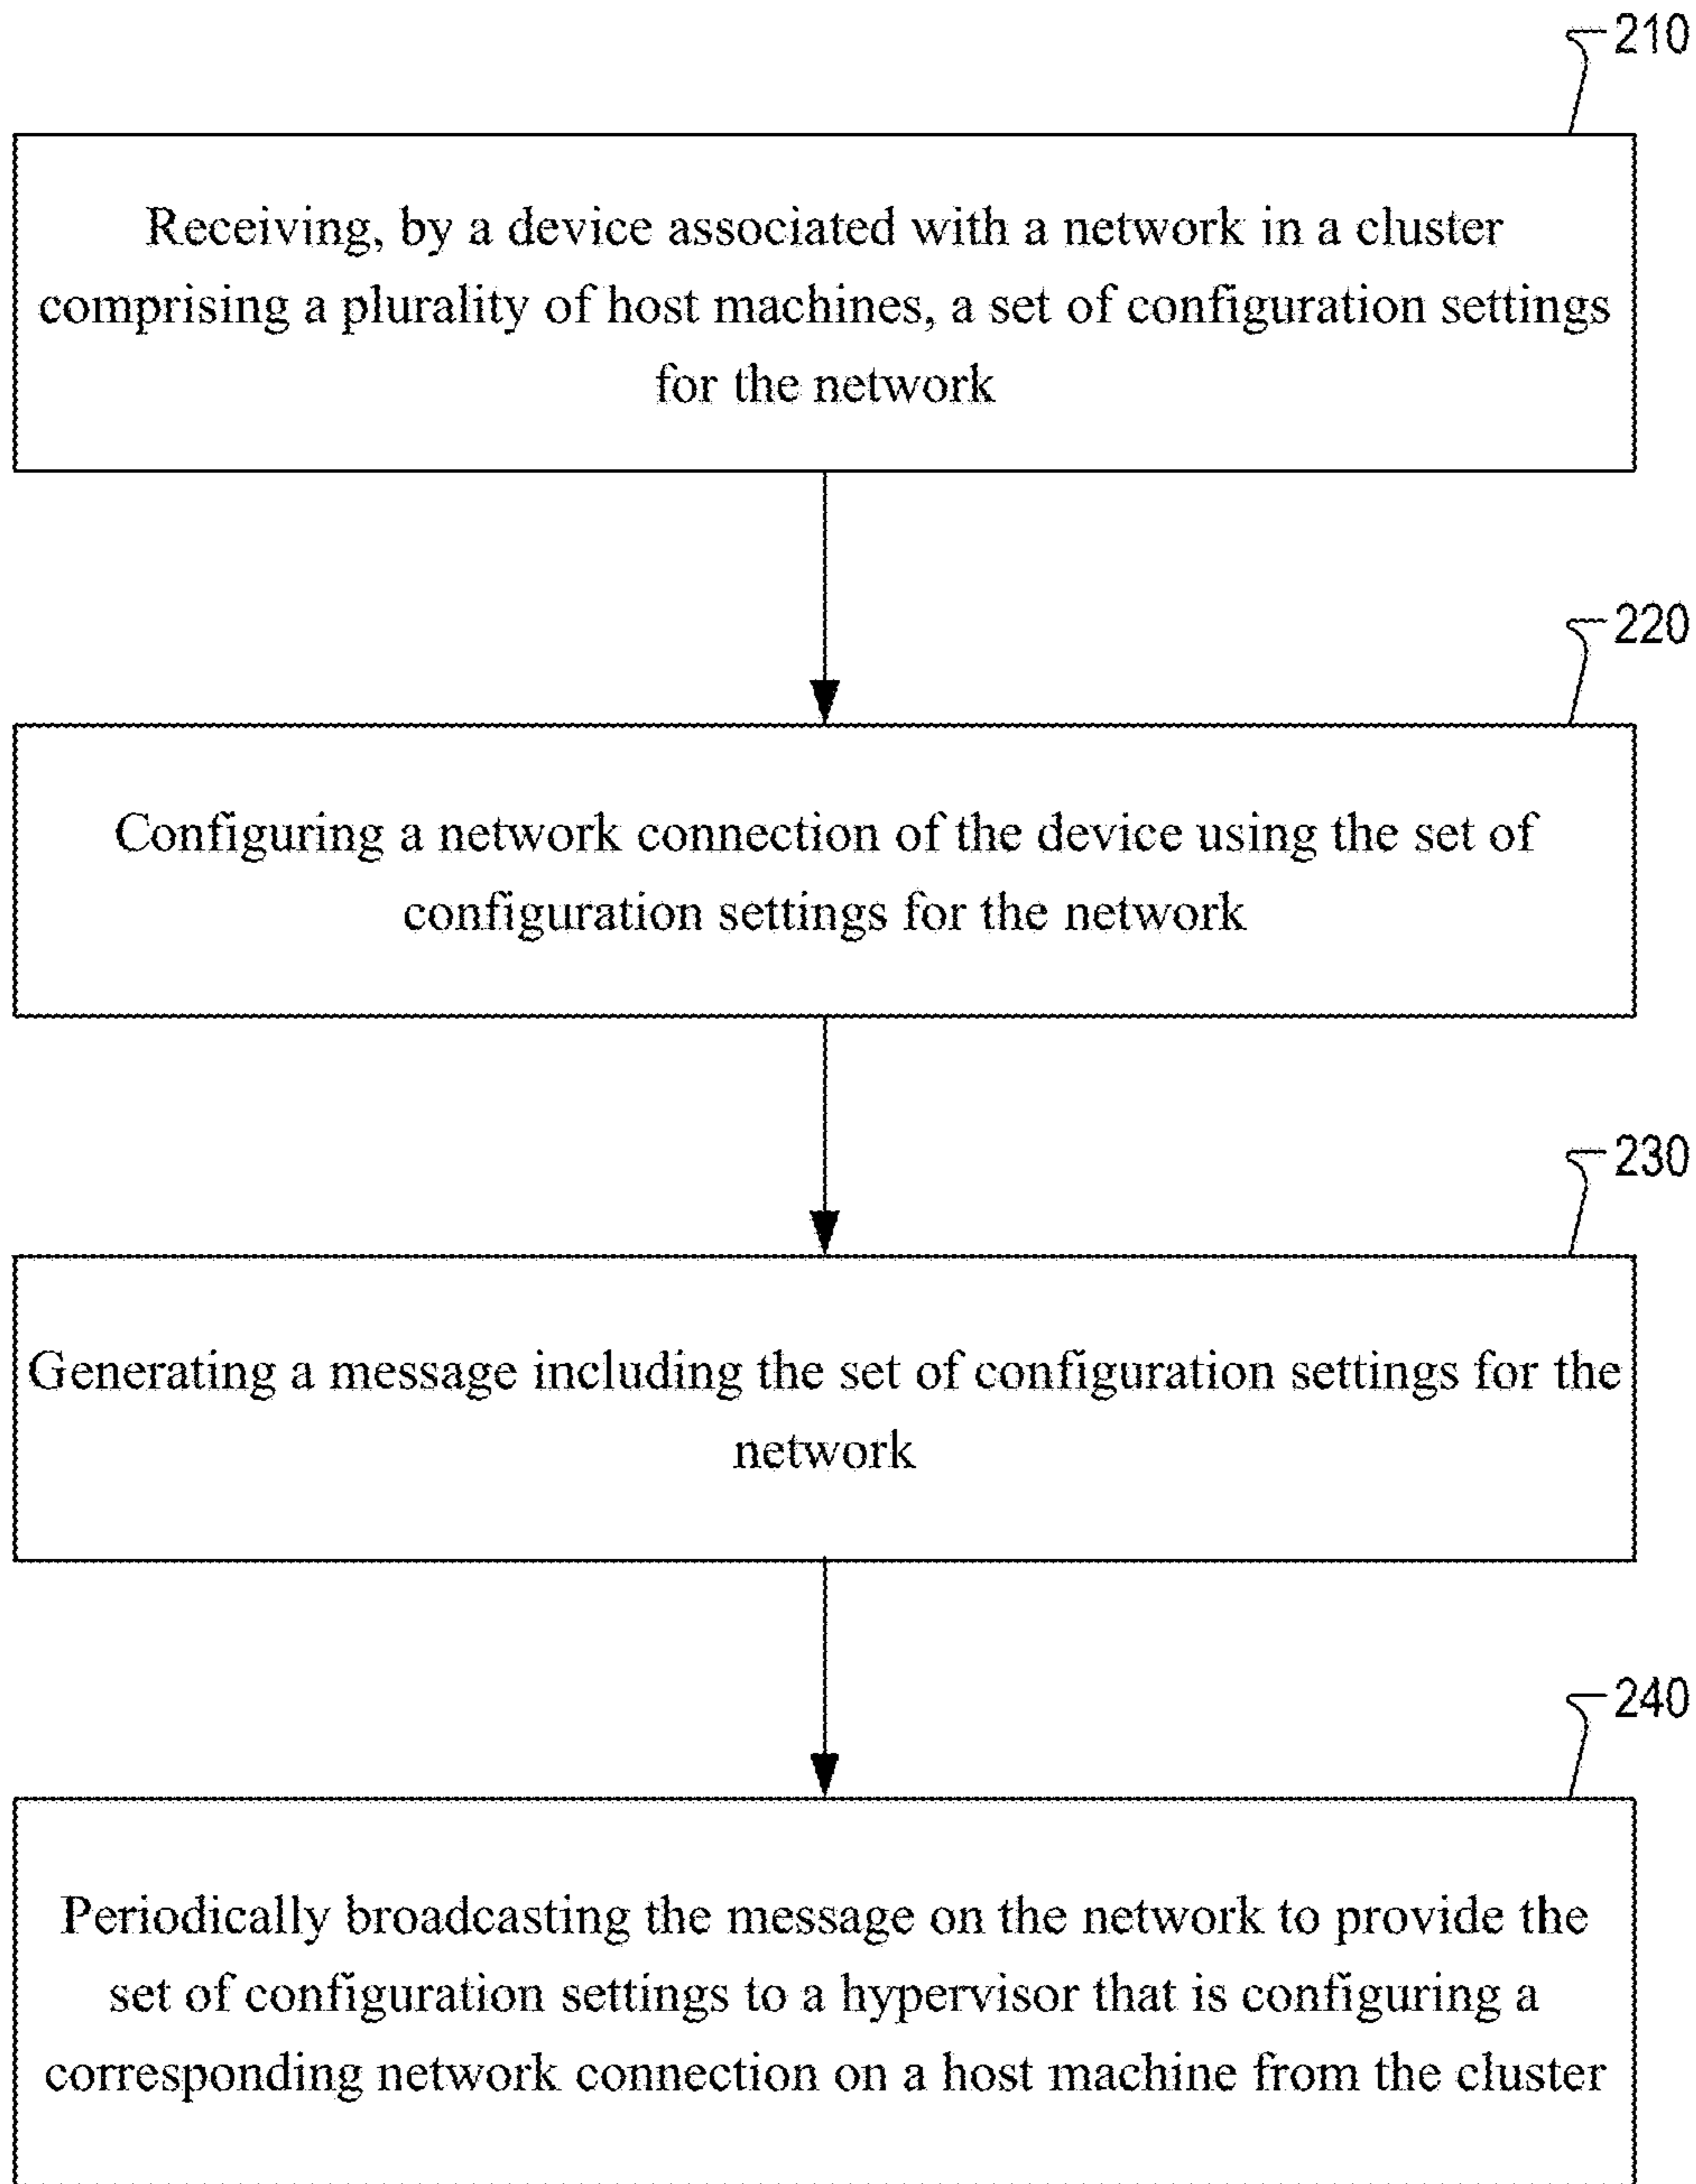 210
Receiving, by a device associated with a network in a cluster
comprising a plurality of host machines, a set of configuration settings
for the network
220
Configuring a network connection of the device using the set of
configuration settings for the network
230
Generating a message including the set of configuration settings for the
network
240
Periodically broadcasting the message on the network to provide the
set of configuration settings to a hypervisor that is configuring a
corresponding network connection on a host machine from the cluster